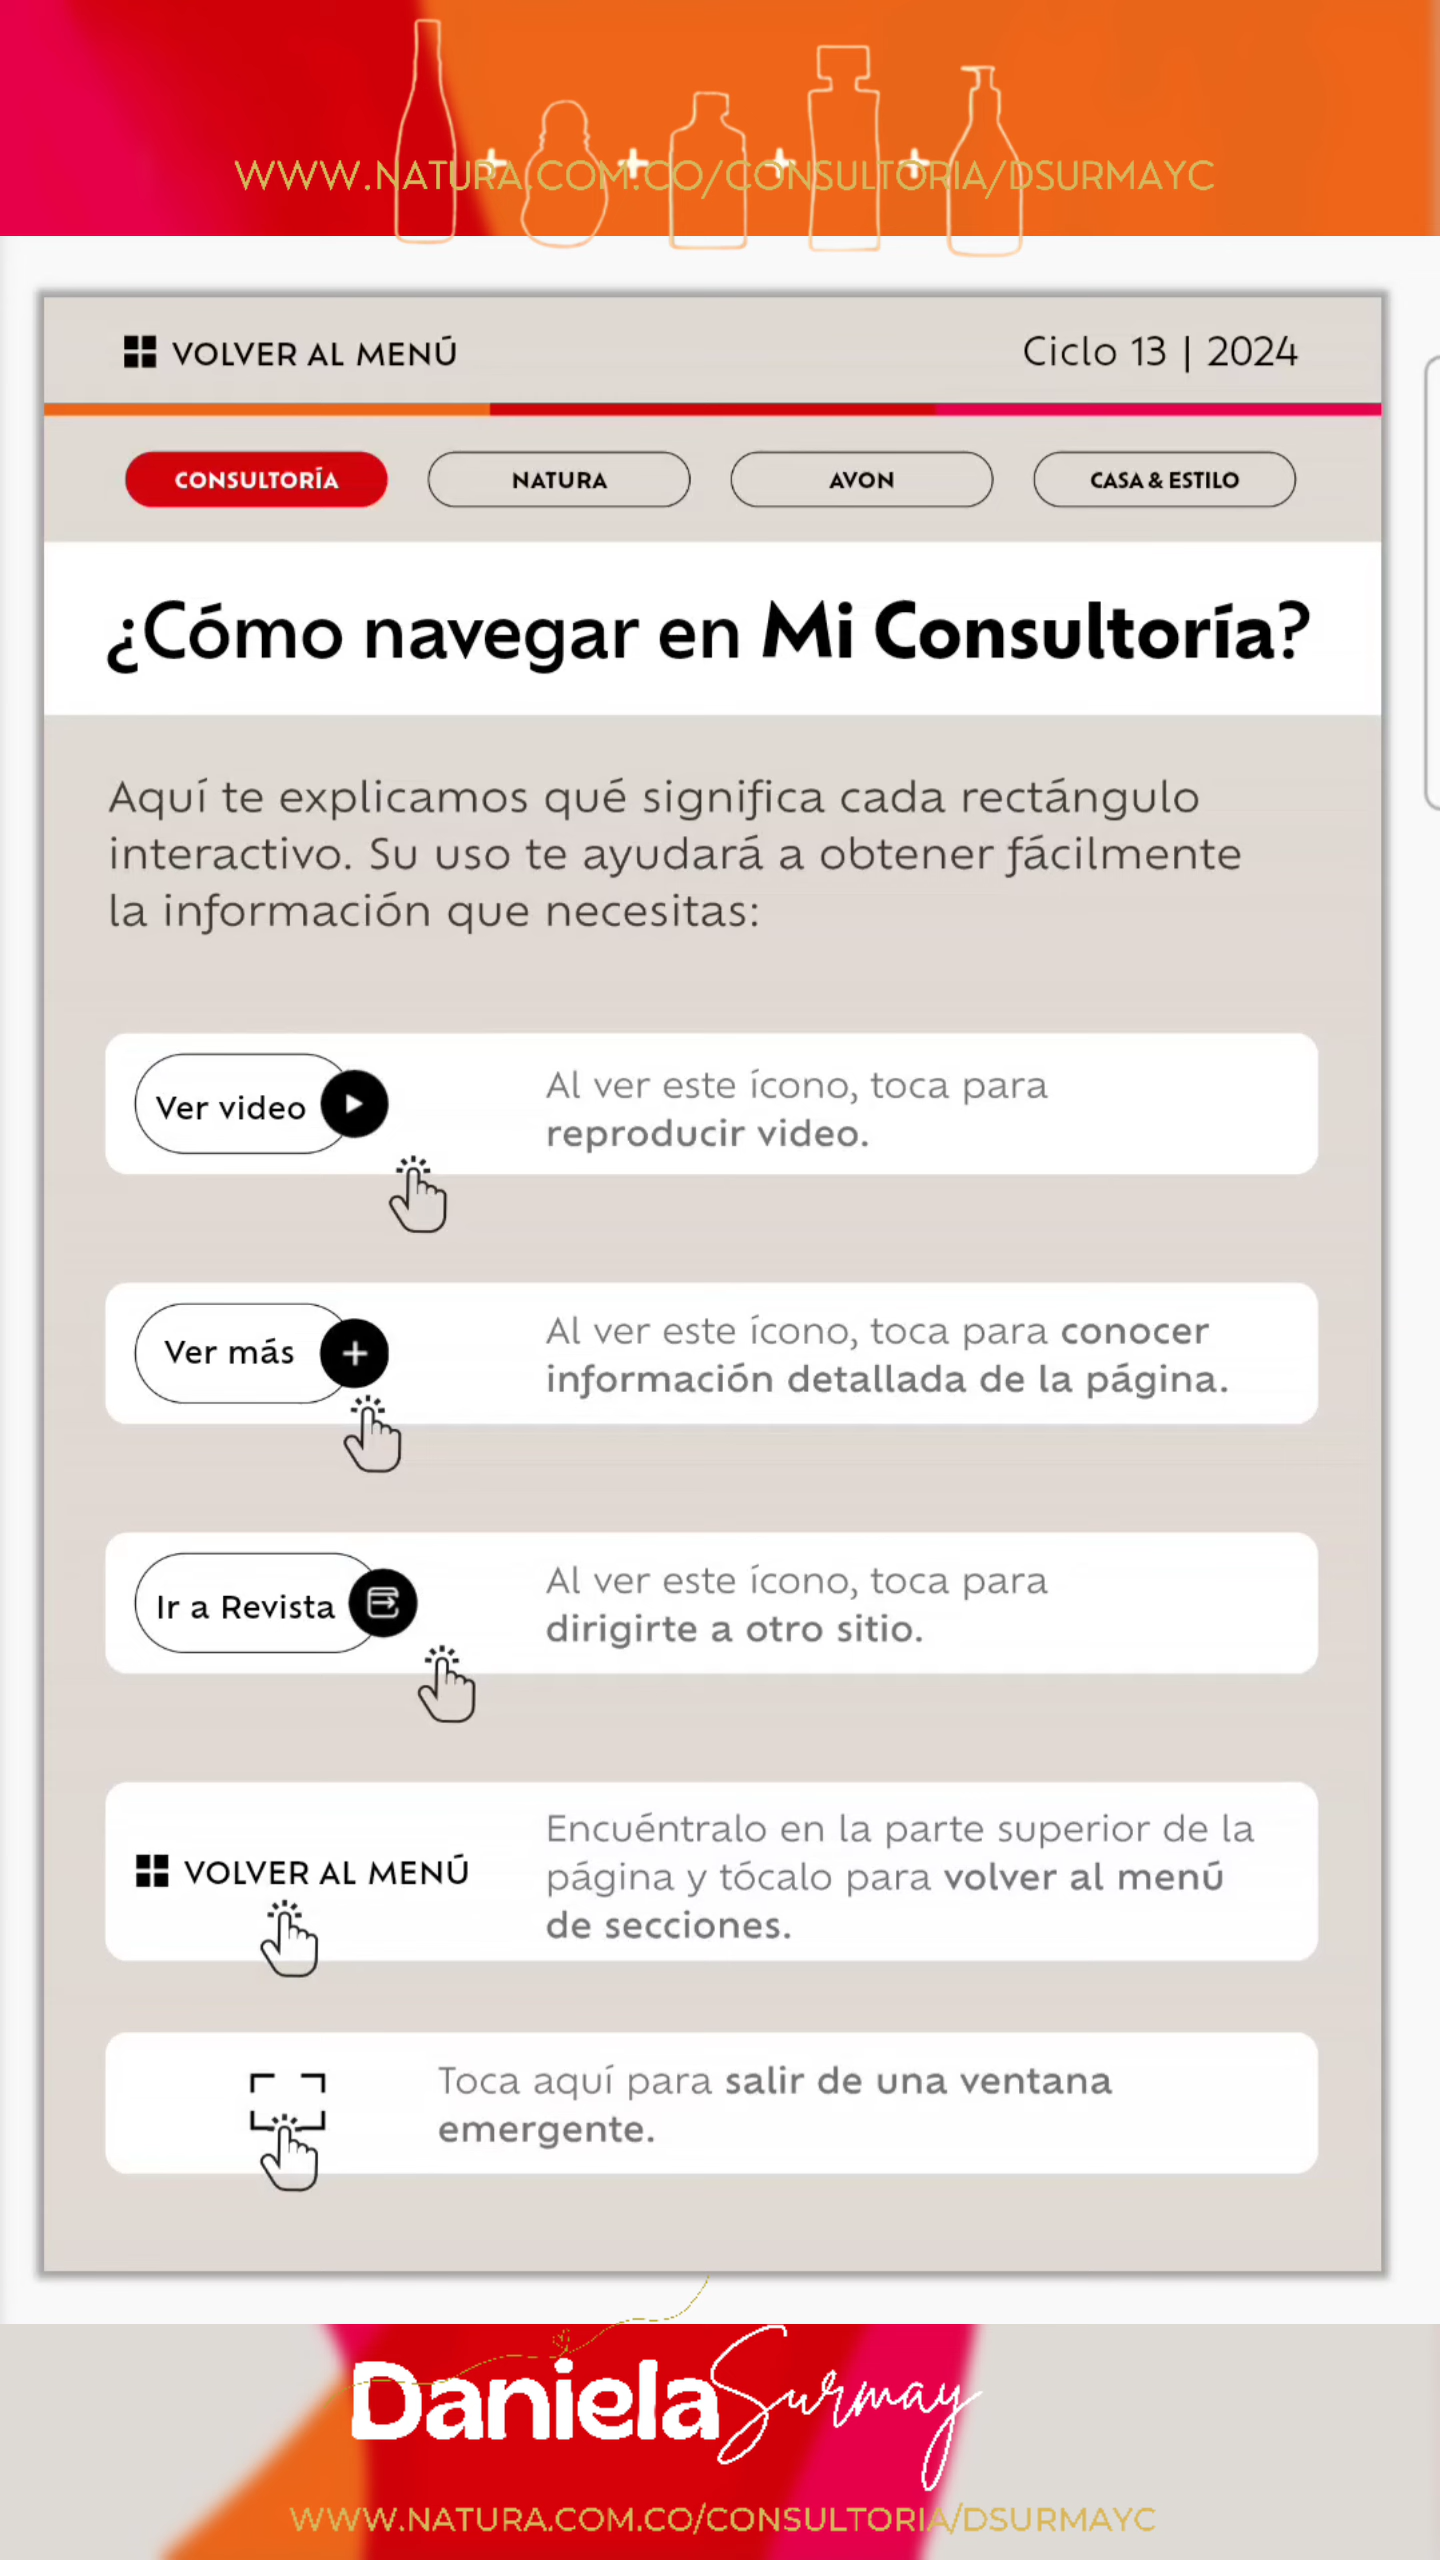 WWW.NATURA.COM.CO/CONSULTORIA/DSURMAYC
VOLVER AL MENÚ
Ciclo 13 | 2024
CONSULTORÍA
NATURA
AVON
CASA & ESTILO
¿Cómo navegar en Mi Consultoría?
Aquí te explicamos qué significa cada rectángulo
interactivo. Su uso te ayudará a obtener fácilmente
la información que necesitas:
Ver video
Al ver este ícono, toca para
reproducir video.
Ver más
Al ver este ícono, toca para conocer
información detallada de la página.
Ir a Revista
Al ver este ícono, toca para
dirigirte a otro sitio.
VOLVER AL MENÚ
Encuéntralo en la parte superior de la
página y tócalo para volver al menú
de secciones.
Toca aquí para salir de una ventana
emergente.
Daniela Surmay
WWW.NATURA.COM.CO/CONSULTORIA/DSURMAYC